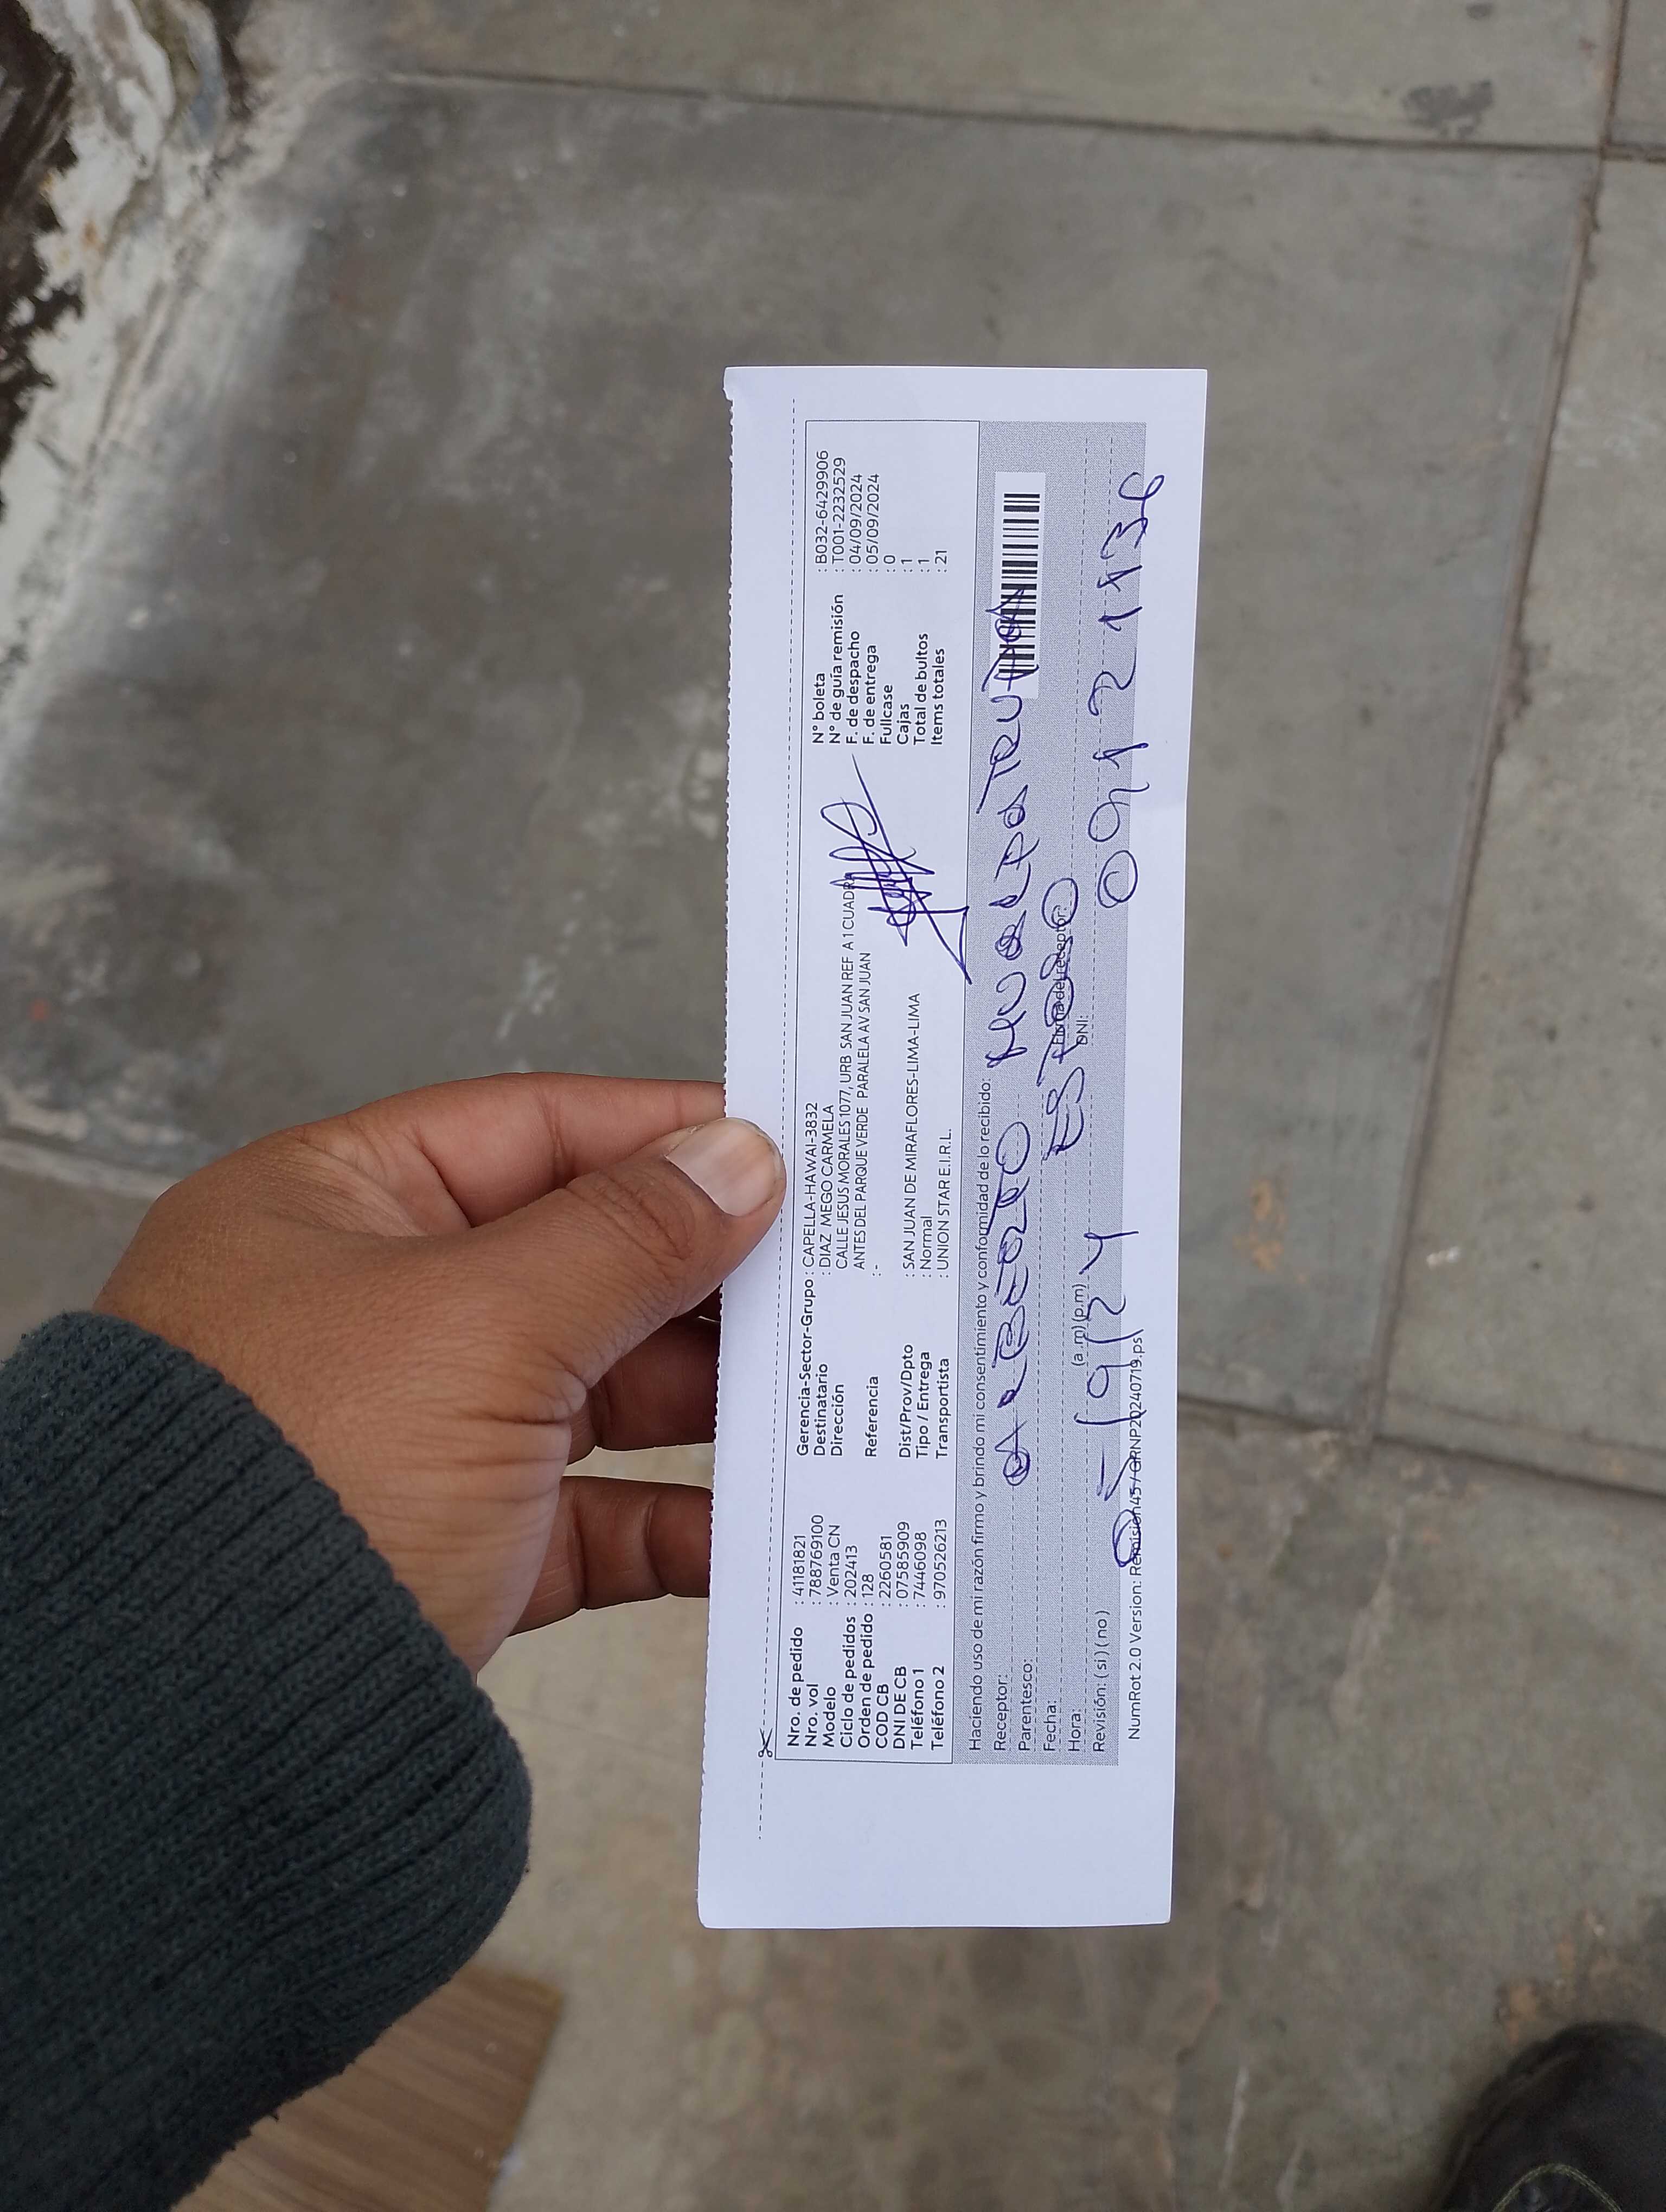 Nro. de pedido : 41181821
Nro. vol : 788769100
Modelo : Venta CN
Ciclo de pedidos : 202413
Orden de pedido : 128
COD CB : 2260581
DNI DE CB : 07585909
Teléfono 1 : 7446098
Teléfono 2 : 970526213
Gerencia-Sector-Grupo : CAPELLA-HAWAI-3832
Destinatario : DIAZ MEGO CARMELA
Dirección CALLE JESUS MORALES 1077, URB SAN JUAN REF A 1 CUADRA
ANTES DEL PARQUE VERDE PARALELA AV SAN JUAN
Referencia :-
Dist/Prov/Dpto : SAN JUAN DE MIRAFLORES-LIMA-LIMA
Tipo / Entrega : Normal
Transportista : UNION STAR E.I.R.L.
N° boleta : B032-6429906
N° de guía remisión : T001-2232529
F. de despacho : 04/09/2024
F. de entrega : 05/09/2024
Fullcase : 0
Cajas : 1
Total de bultos : 1
Items totales : 21
Haciendo uso de mi razón firmo y brindo mi consentimiento y conformidad de lo recibido:
Receptor:
Parentesco:
Fecha:
Hora: (a.m) (p.m)
Revisión: ( si ) ( no )
Firma del receptor:
DNI:
NumRot 2.0 Version: Remision45 / GRNP20240719.ps